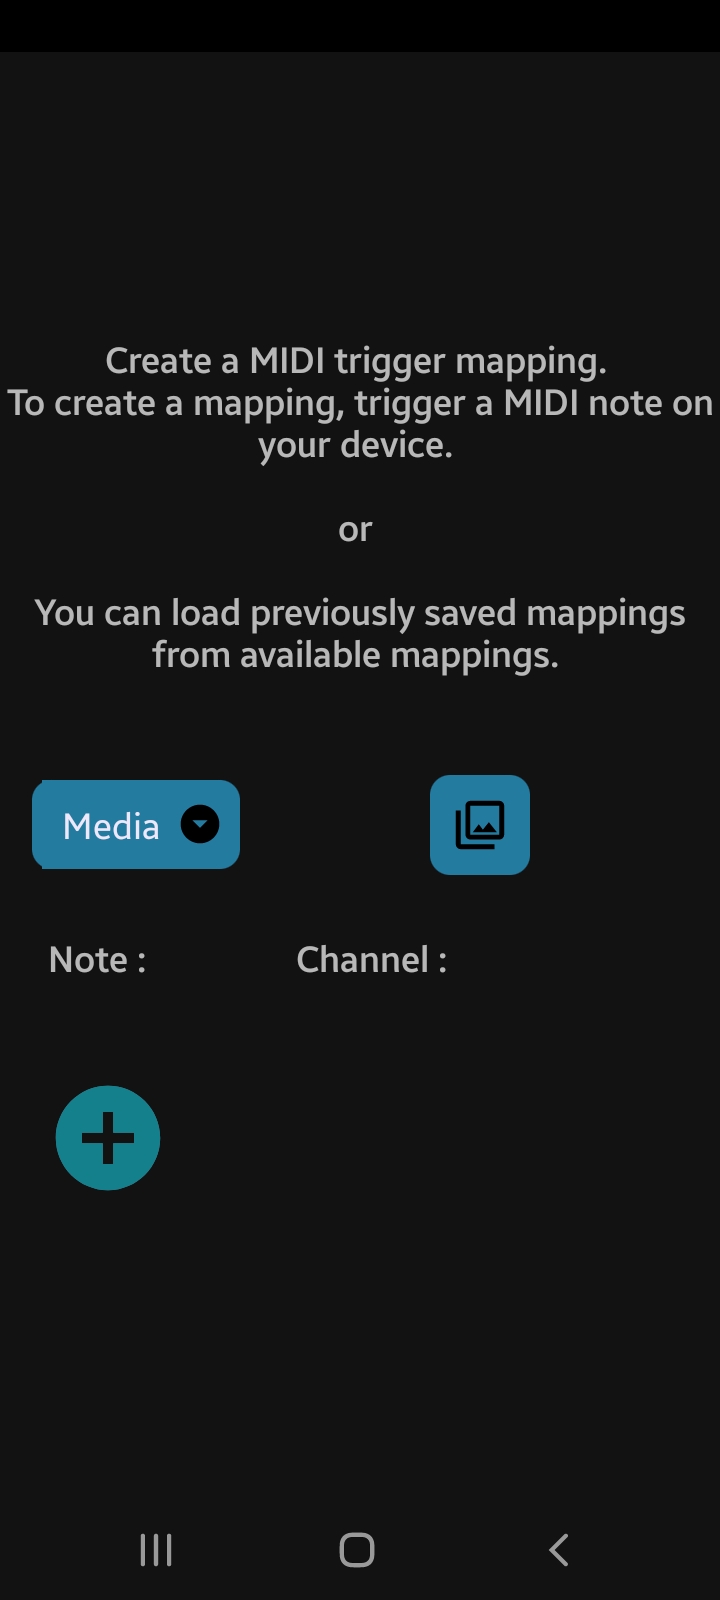 Create a MIDI trigger mapping.
To create a mapping, trigger a MIDI note on
your device.
or
You can load previously saved mappings
from available mappings.
Media
Note :
Channel :